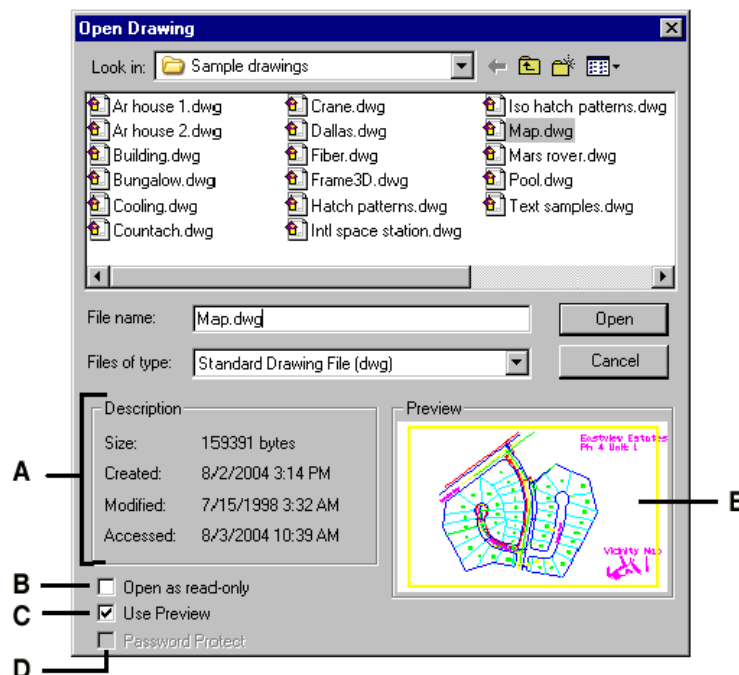 Open Drawing
Look in: Sample drawings
Ar house 1.dwg Crane.dwg Iso hatch patterns.dwg
Ar house 2.dwg Dallas.dwg Map.dwg
Building.dwg Fiber.dwg Mars rover.dwg
Bungalow.dwg Frame3D.dwg Pool.dwg
Cooling.dwg Hatch patterns.dwg Text samples.dwg
Countach.dwg Intl space station.dwg
File name: Map.dwg Open
Files of type: Standard Drawing File (dwg) Cancel
Description Preview
Size: 159391 bytes
Created: 8/2/2004 3:14 PM
Modified: 7/15/1998 3:32 AM
Accessed: 8/3/2004 10:39 AM
Eastview Estates
Ph 4 Unit 1
Vicinity Map
A
E
B Open as read-only
C Use Preview
Password Protect
D